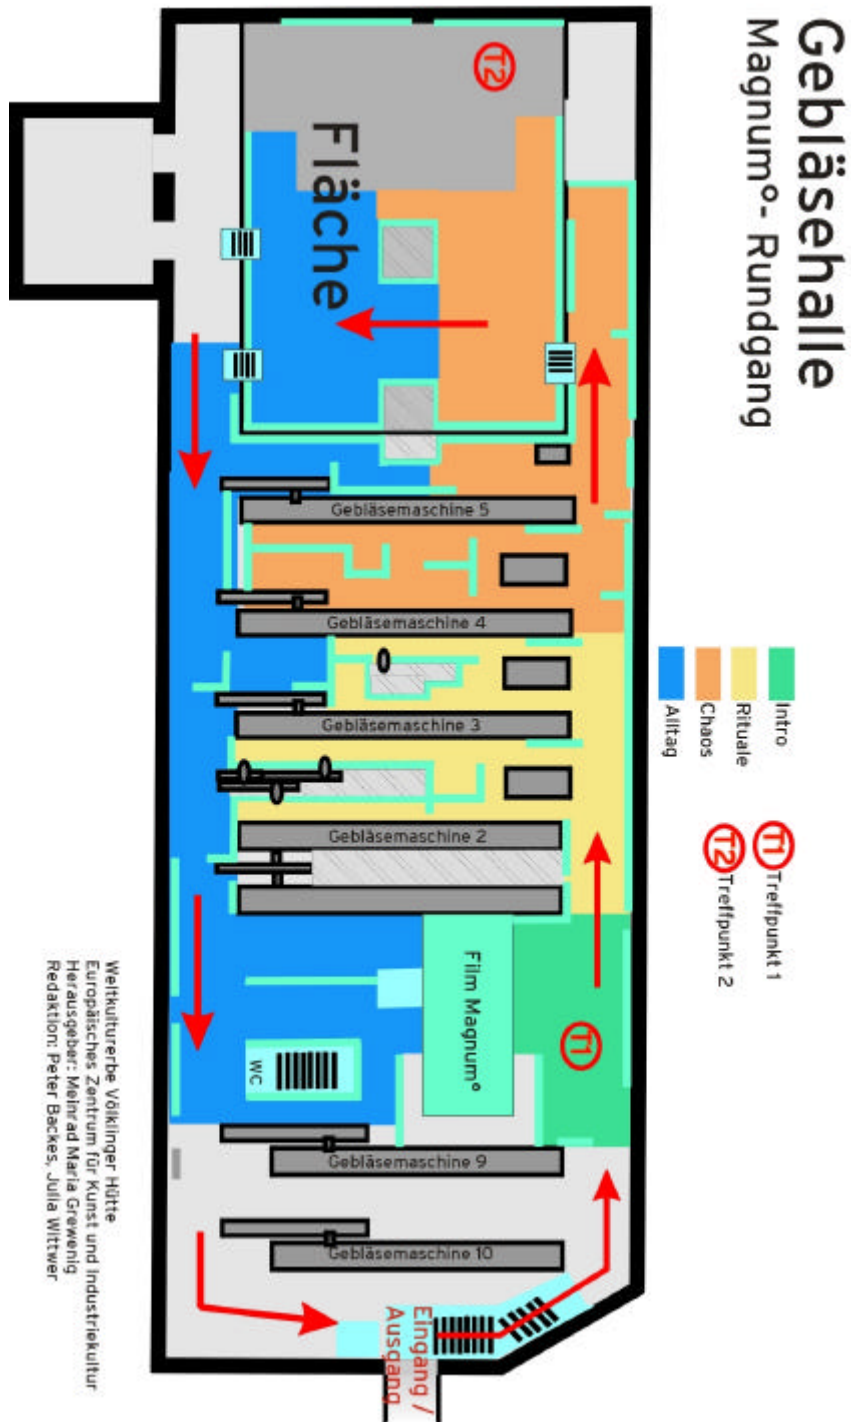 Gebläsehalle
Magnum°- Rundgang
T2
Fläche
Gebläsemaschine 5
Gebläsemaschine 4
Gebläsemaschine 3
Gebläsemaschine 2
Film Magnum°
T1
WC
Gebläsemaschine 9
Gebläsemaschine 10
Eingang /
Ausgang
Intro
Rituale
Chaos
Alltag
T1 Treffpunkt 1
T2 Treffpunkt 2
Weltkulturerbe Völklinger Hütte
Europäisches Zentrum für Kunst und Industriekultur
Herausgeber: Meinrad Maria Grewenig
Redaktion: Peter Backes, Julia Wittwer